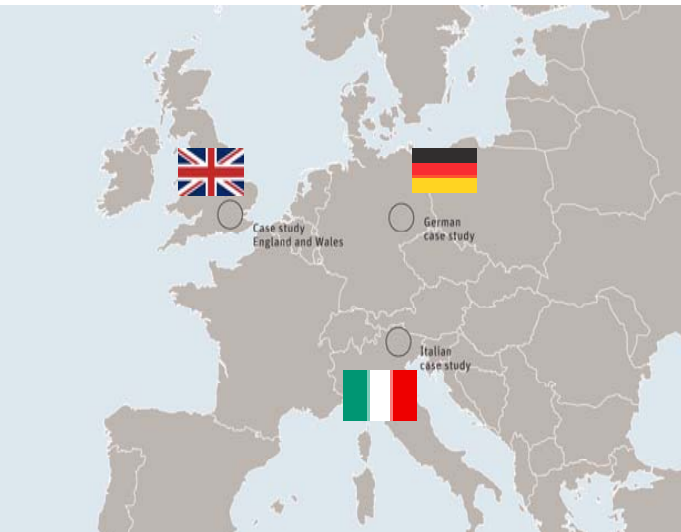 Case study
England and Wales
German
case study
Italian
case study